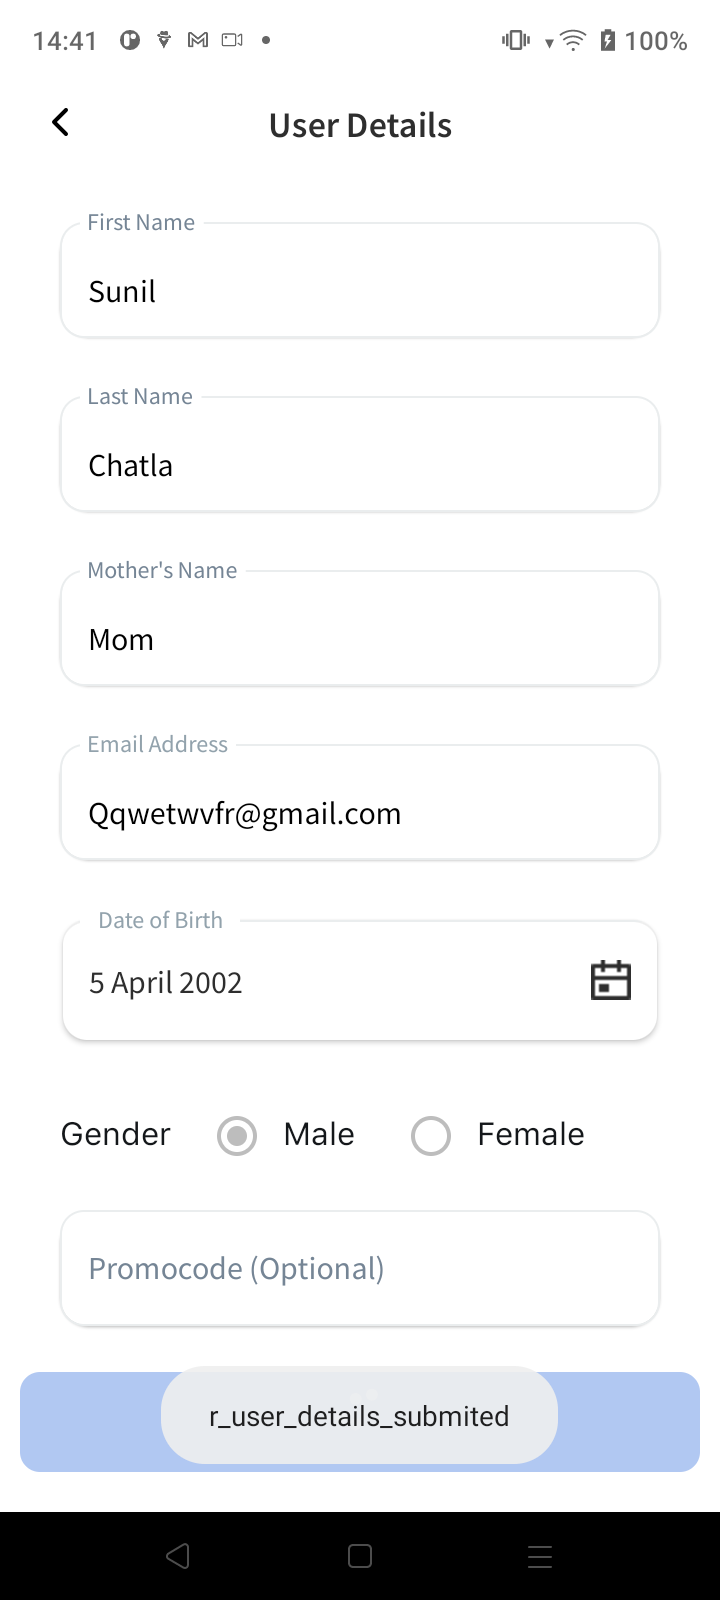 14:41
100%
User Details
First Name
Sunil
Last Name
Chatla
Mother's Name
Mom
Email Address
Qqwetwvfr@gmail.com
Date of Birth
5 April 2002
Gender Male Female
Promocode (Optional)
r_user_details_submited